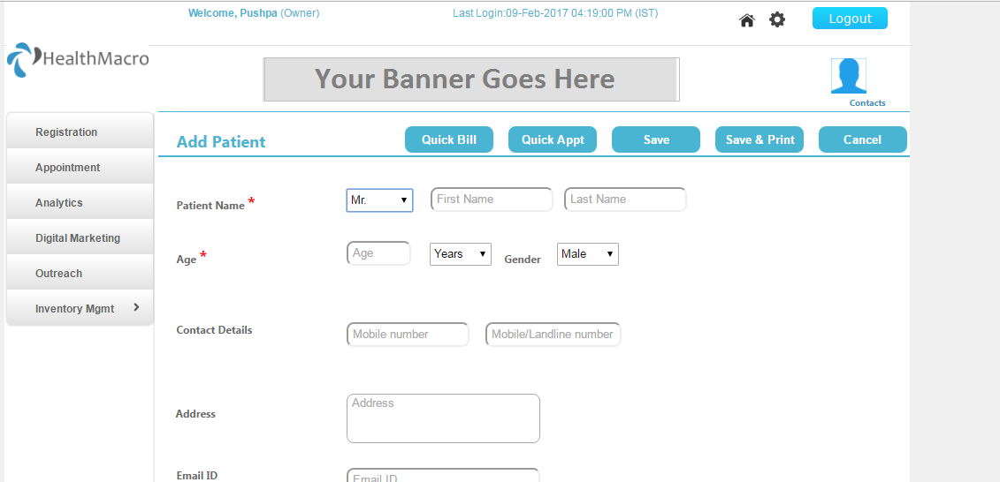 Welcome, Pushpa (Owner)
Last Login:09-Feb-2017 04:19:00 PM (IST)
Logout
HealthMacro
Your Banner Goes Here
Contacts
Registration
Appointment
Analytics
Digital Marketing
Outreach
Inventory Mgmt
Add Patient
Quick Bill
Quick Appt
Save
Save & Print
Cancel
Patient Name *
Mr.
First Name
Last Name
Age *
Age
Years
Gender
Male
Contact Details
Mobile number
Mobile/Landline number
Address
Address
Email ID
Email ID